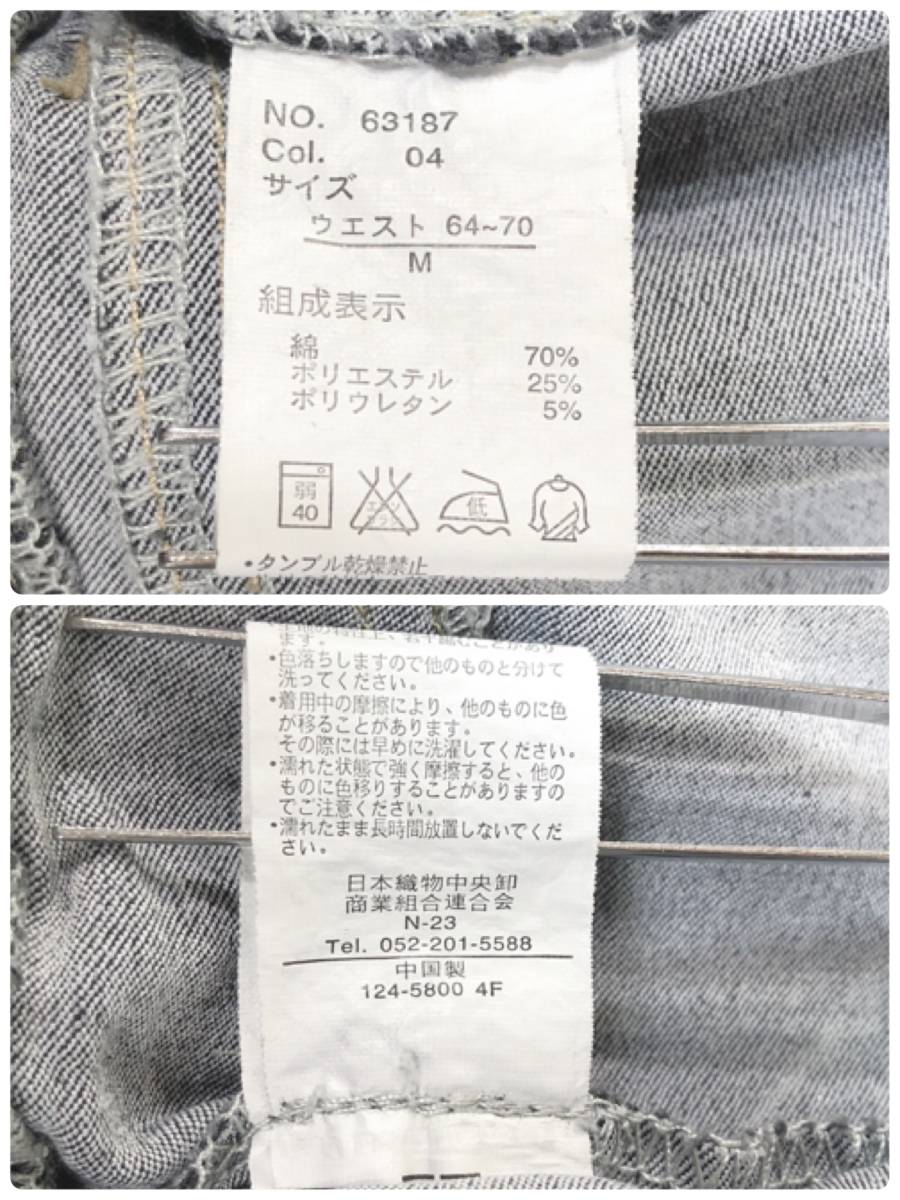 NO. 63187
Col. 04
サイズ
ウエスト 64~70
M
組成表示
綿 70%
ポリエステル 25%
ポリウレタン 5%
弱
40
低
・タンブル乾燥禁止
ます。
・色落ちしますので他のものと分けて
洗ってください。
・着用中の摩擦により、他のものに色
が移ることがあります。
その際には早めに洗濯してください。
・濡れた状態で強く摩擦すると、他の
ものに色移りすることがありますの
でご注意ください。
・濡れたまま長時間放置しないでくだ
さい。
日本織物中央卸
商業組合連合会
N-23
Tel. 052-201-5588
中国製
124-5800 4F